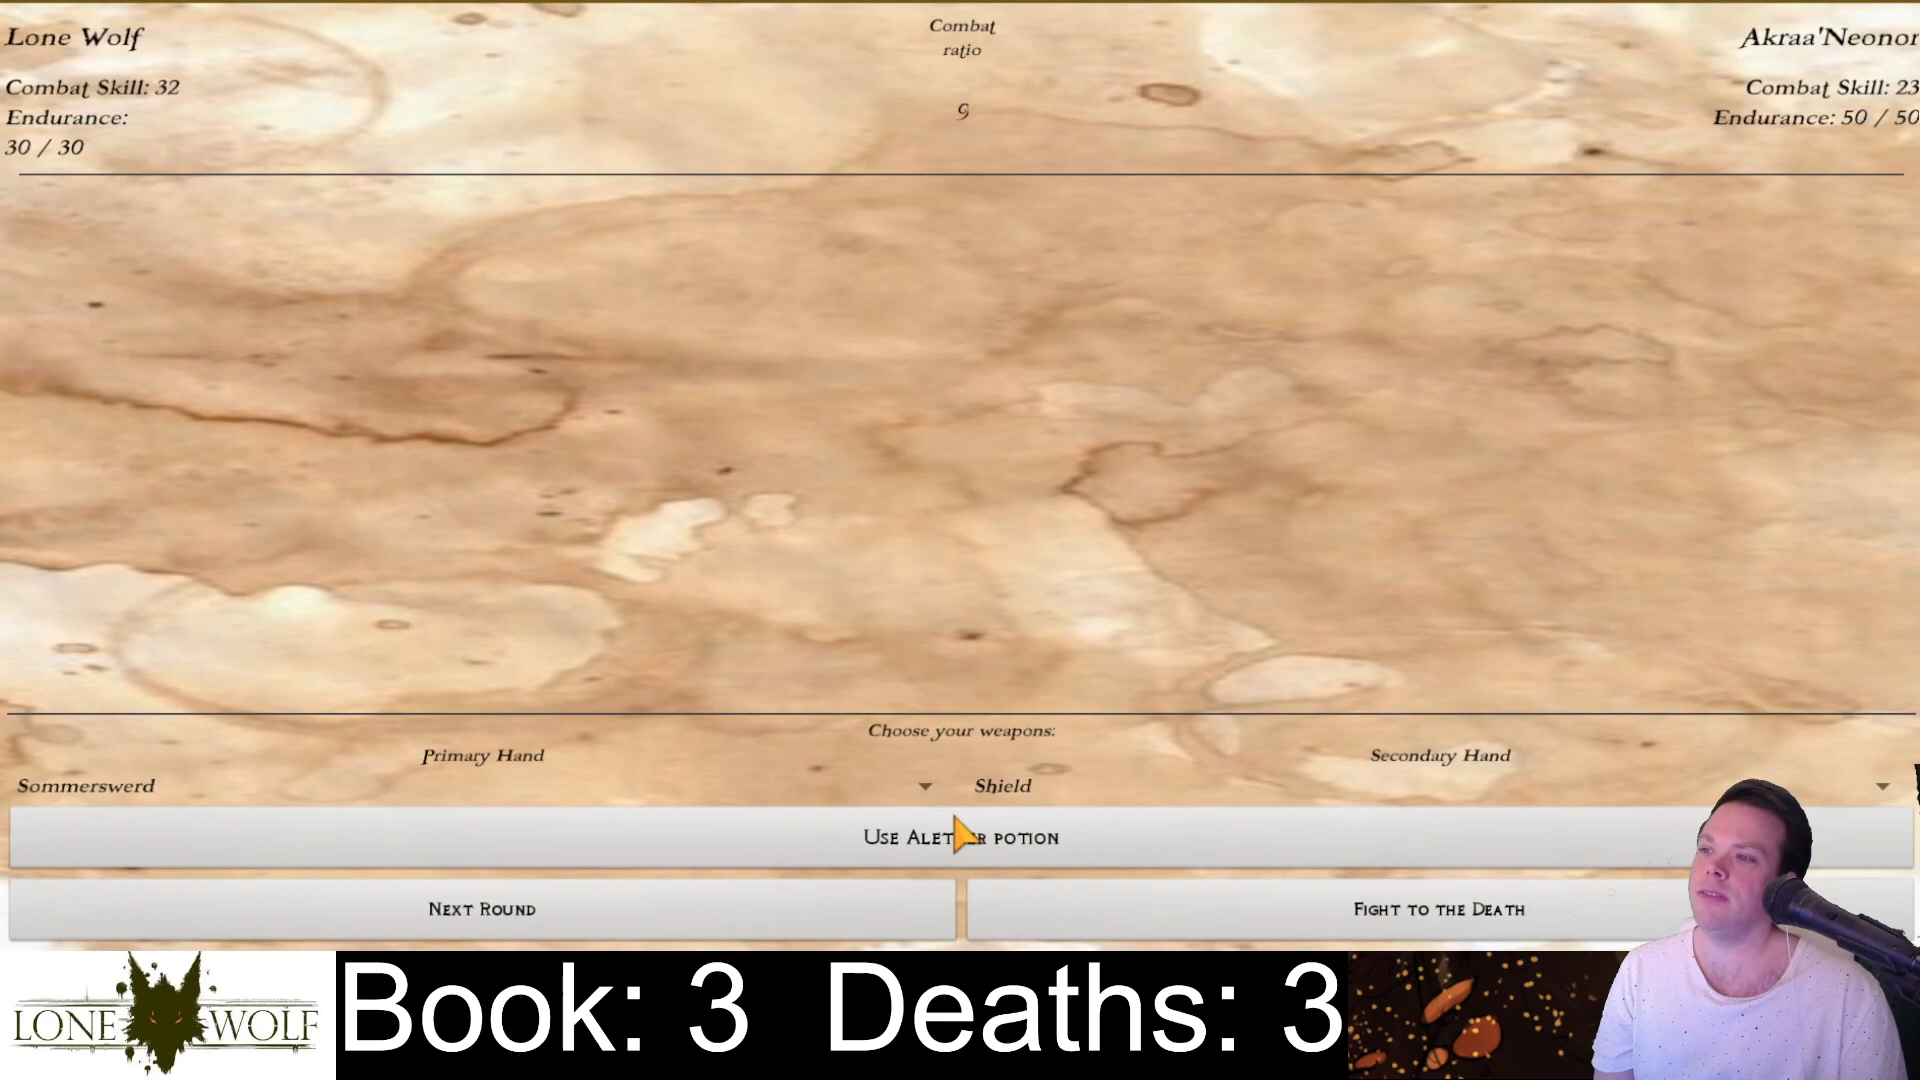 Lone Wolf
Combat Skill: 32
Endurance:
30 / 30
Combat
ratio
9
Akraa'Neonor
Combat Skill: 23
Endurance: 50 / 50
Choose your weapons:
Primary Hand
Secondary Hand
Sommerswerd
Shield
Use Alether potion
Next Round
Fight to the Death
LONE WOLF
Book: 3 Deaths: 3